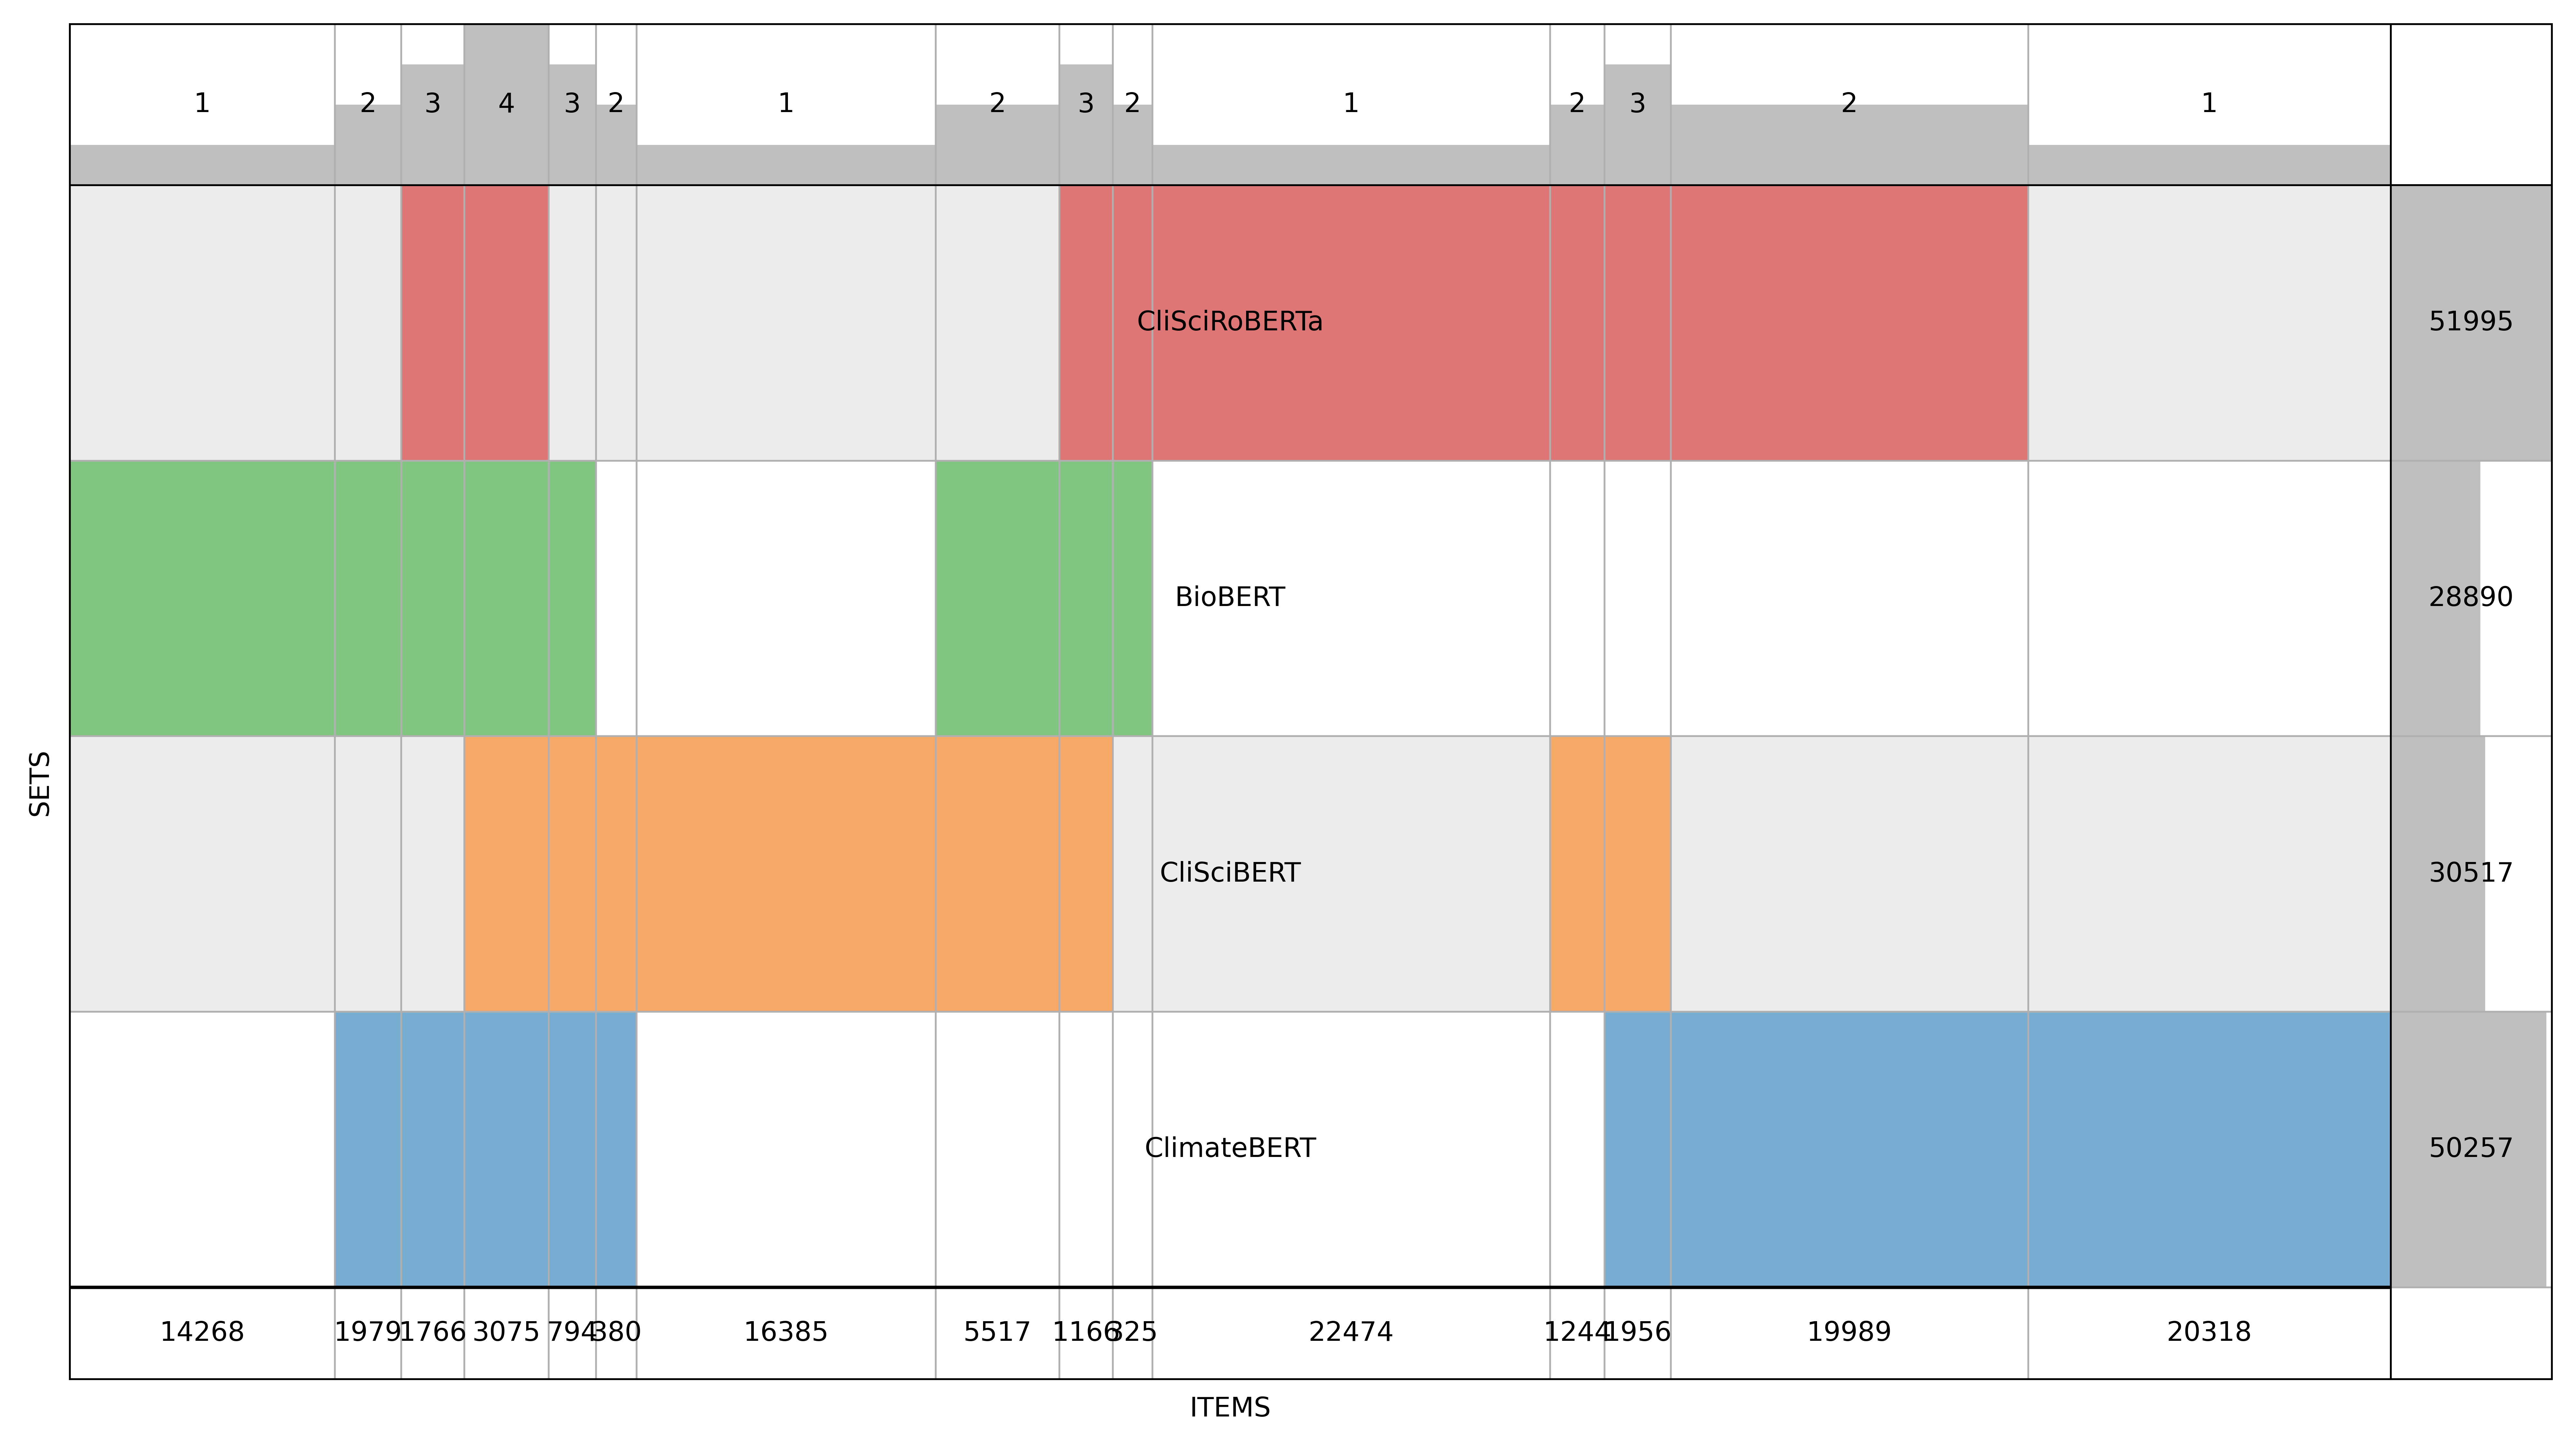 1 2 3 4 3 2 1 2 3 2 1 2 3 2 1
CliSciRoBERTa 51995
BioBERT 28890
CliSciBERT 30517
ClimateBERT 50257
SETS
14268 1979 1766 3075 794 380 16385 5517 1166 325 22474 1244 1956 19989 20318
ITEMS